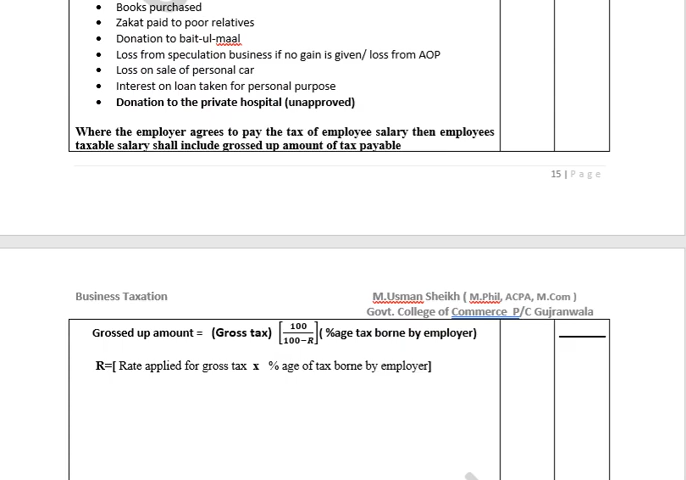 • Books purchased
• Zakat paid to poor relatives
• Donation to bait-ul-maal
• Loss from speculation business if no gain is given/ loss from AOP
• Loss on sale of personal car
• Interest on loan taken for personal purpose
• Donation to the private hospital (unapproved)
Where the employer agrees to pay the tax of employee salary then employees
taxable salary shall include grossed up amount of tax payable
15 | Page
Business Taxation M.Usman Sheikh ( M.Phil, ACPA, M.Com )
Govt. College of Commerce P/C Gujranwala
Grossed up amount = (Gross tax) [100/100−R]( %age tax borne by employer)
R=[ Rate applied for gross tax x % age of tax borne by employer]